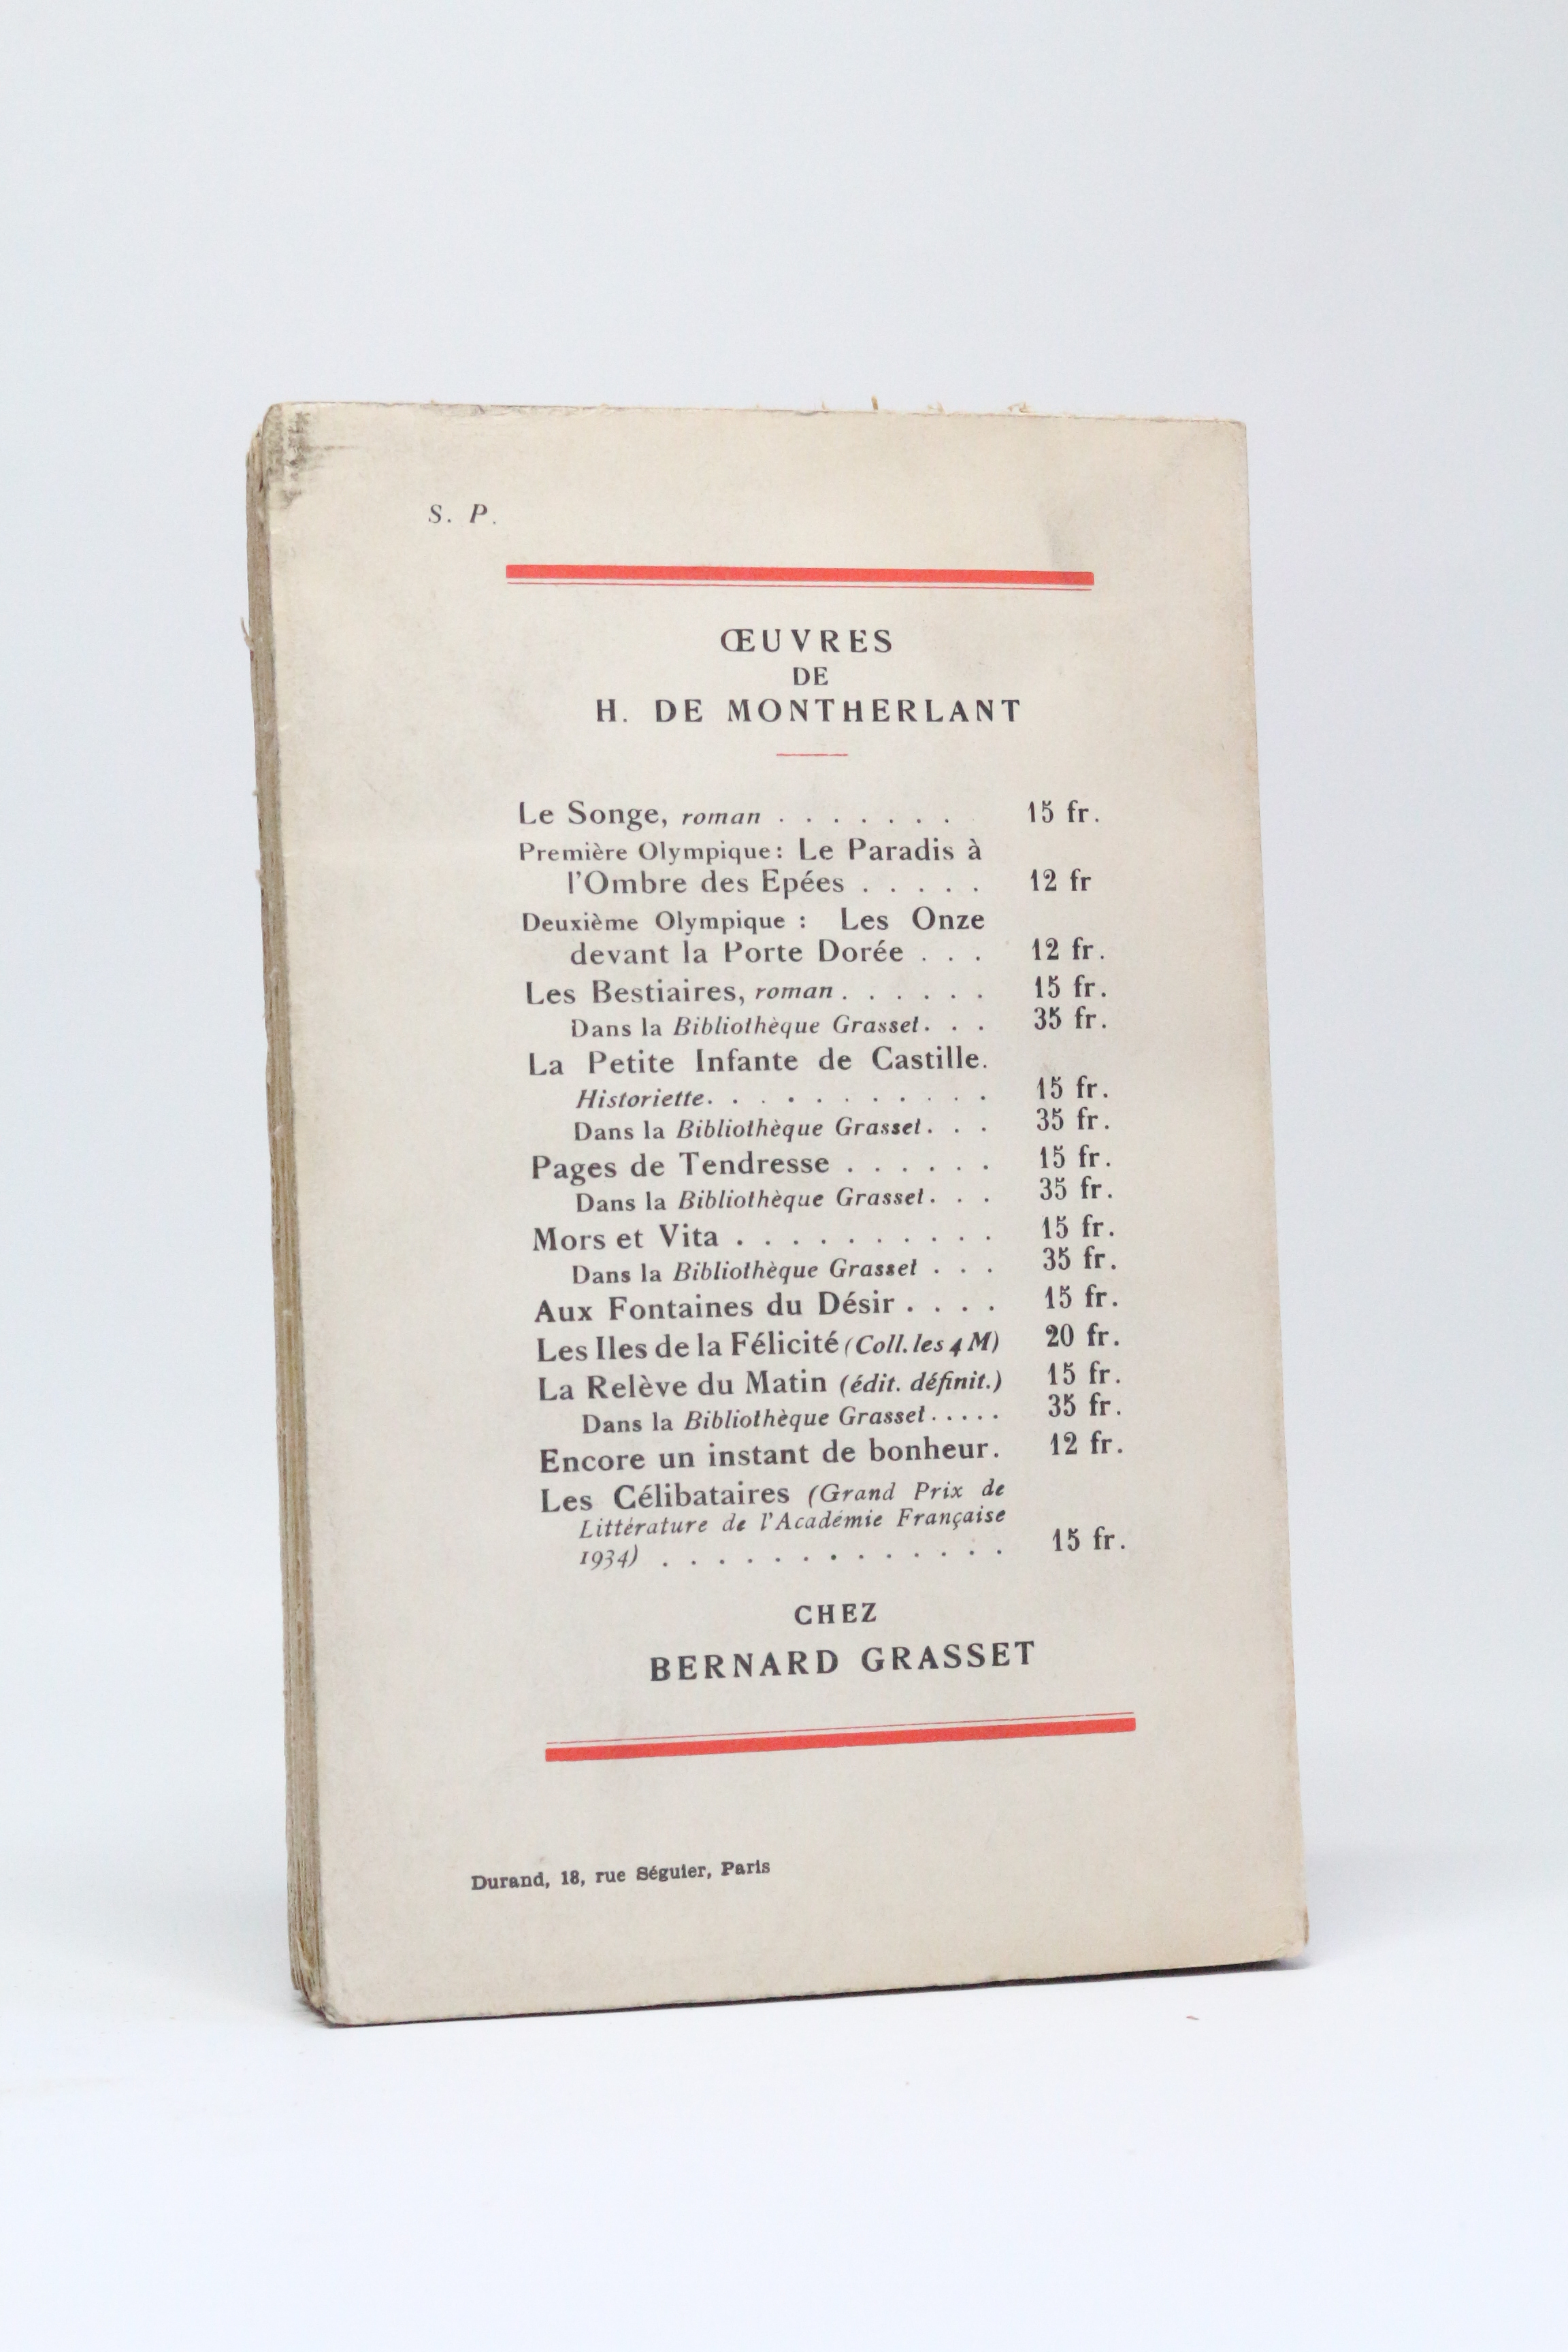 S. P.
ŒUVRES
DE
H. DE MONTHERLANT
Le Songe, roman . . . . . . . 15 fr.
Première Olympique : Le Paradis à
l'Ombre des Epées . . . . . 12 fr
Deuxième Olympique : Les Onze
devant la Porte Dorée . . . 12 fr.
Les Bestiaires, roman . . . . . . 15 fr.
Dans la Bibliothèque Grasset. . . 35 fr.
La Petite Infante de Castille.
Historiette. . . . . . . . . . . 15 fr.
Dans la Bibliothèque Grasset. . . 35 fr.
Pages de Tendresse . . . . . . 15 fr.
Dans la Bibliothèque Grasset. . . 35 fr.
Mors et Vita . . . . . . . . . . 15 fr.
Dans la Bibliothèque Grasset . . . 35 fr.
Aux Fontaines du Désir . . . . 15 fr.
Les Iles de la Félicité (Coll. les 4 M) 20 fr.
La Relève du Matin (édit. définit.) 15 fr.
Dans la Bibliothèque Grasset . . . . . 35 fr.
Encore un instant de bonheur. 12 fr.
Les Célibataires (Grand Prix de
Littérature de l'Académie Française
1934) . . . . . . . . . . . . . 15 fr.
CHEZ
BERNARD GRASSET
Durand, 18, rue Séguier, Paris